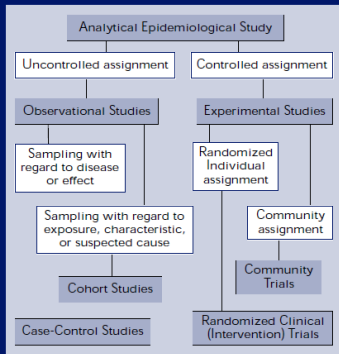 Analytical Epidemiological Study
Uncontrolled assignment
Controlled assignment
Observational Studies
Experimental Studies
Sampling with
regard to disease
or effect
Randomized
Individual
assignment
Sampling with regard to
exposure, characteristic,
or suspected cause
Community
assignment
Cohort Studies
Community
Trials
Case-Control Studies
Randomized Clinical
(Intervention) Trials